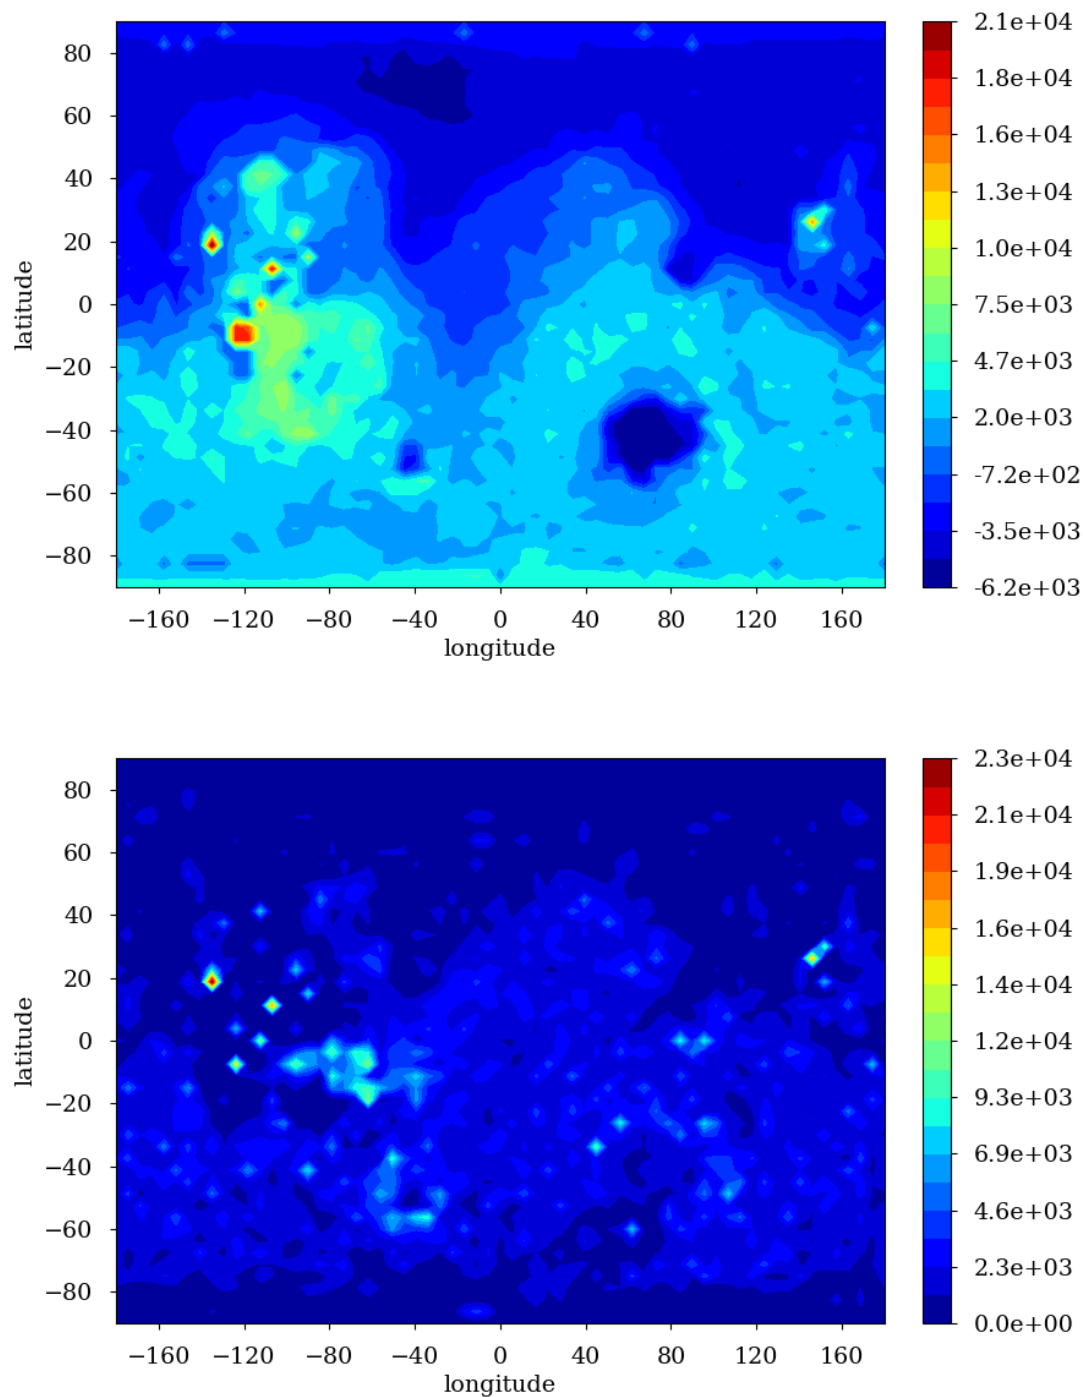 80
60
40
20
0
−20
−40
−60
−80
latitude
−160 −120 −80 −40 0 40 80 120 160
longitude
2.1e+04
1.8e+04
1.6e+04
1.3e+04
1.0e+04
7.5e+03
4.7e+03
2.0e+03
-7.2e+02
-3.5e+03
-6.2e+03
80
60
40
20
0
−20
−40
−60
−80
latitude
−160 −120 −80 −40 0 40 80 120 160
longitude
2.3e+04
2.1e+04
1.9e+04
1.6e+04
1.4e+04
1.2e+04
9.3e+03
6.9e+03
4.6e+03
2.3e+03
0.0e+00